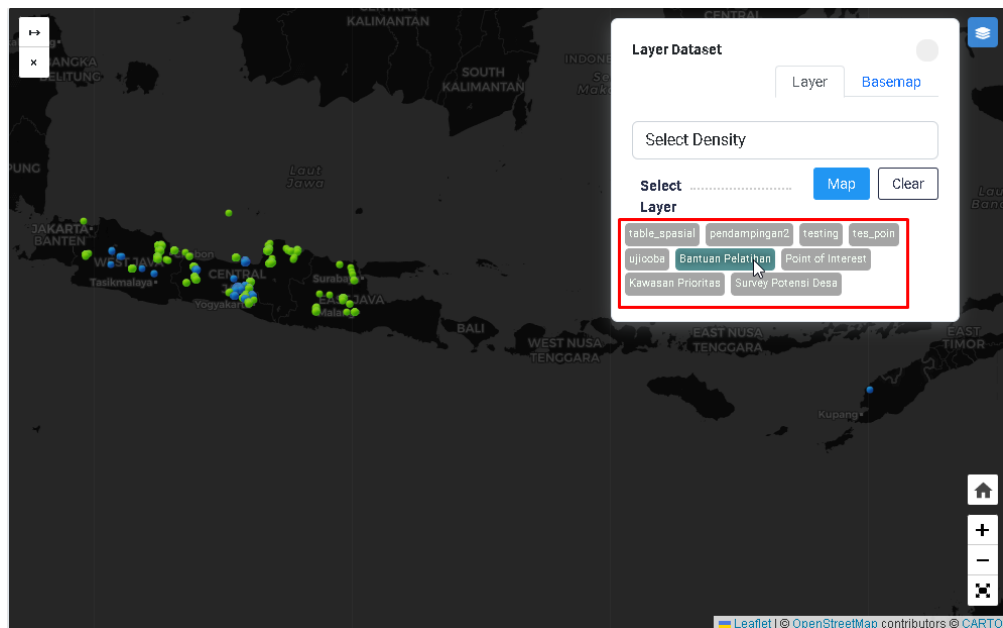 CENTRAL
KALIMANTAN
CENTRAL
BANGKA
BELITUNG
SOUTH
KALIMANTAN
Laut
Jawa
JAKARTA
BANTEN
WEST JAVA
Tasikmalaya
CENTRAL
Yogyakarta
Surabaya
EAST JAVA
Malang
BALI
WEST NUSA
TENGGARA
EAST NUSA
TENGGARA
EAST
TIMOR
Kupang
↦
×
Layer Dataset
Layer Basemap
Select Density
Select
Layer
Map Clear
table_spasial pendampingan2 testing tes_poin
ujicoba Bantuan Pelatihan Point of Interest
Kawasan Prioritas Survey Potensi Desa
+
−
Leaflet | © OpenStreetMap contributors © CARTO